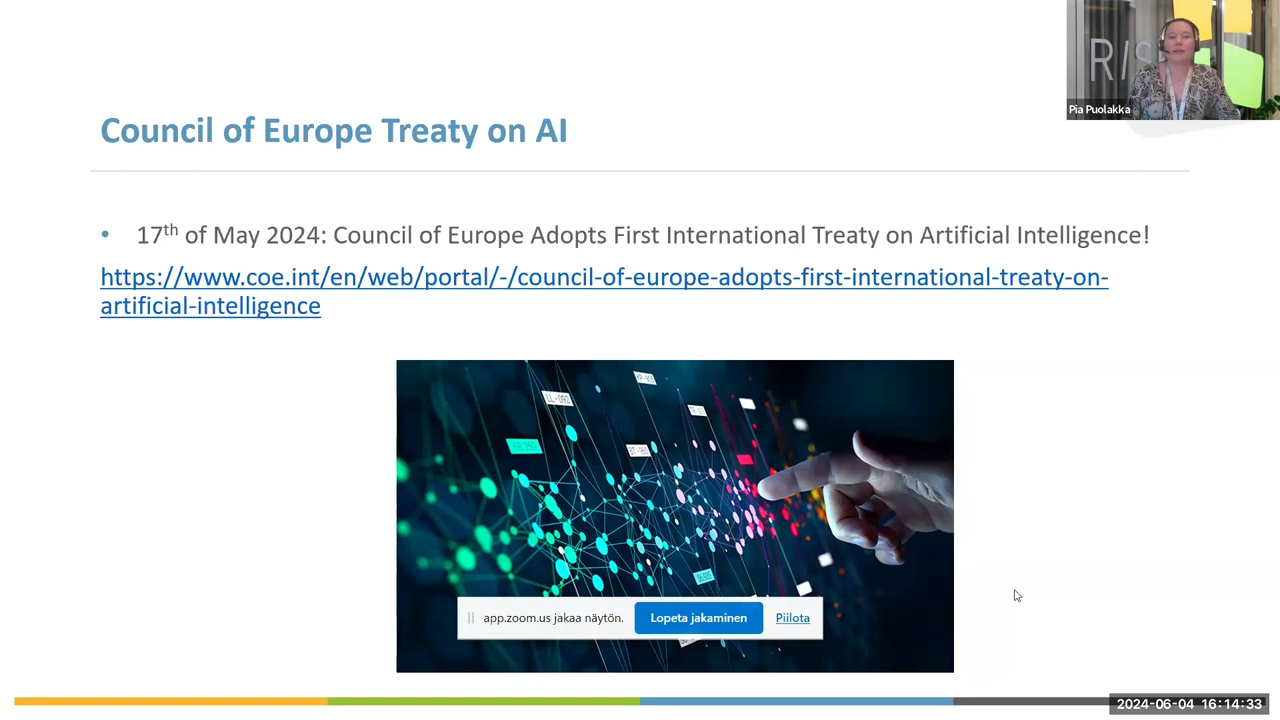 R/S
Pia Puolakka
Council of Europe Treaty on AI
• 17th of May 2024: Council of Europe Adopts First International Treaty on Artificial Intelligence!
https://www.coe.int/en/web/portal/-/council-of-europe-adopts-first-international-treaty-on-
artificial-intelligence
LL-092
app.zoom.us jakaa näytön. Lopeta jakaminen Piilota
2024-06-04 16:14:33